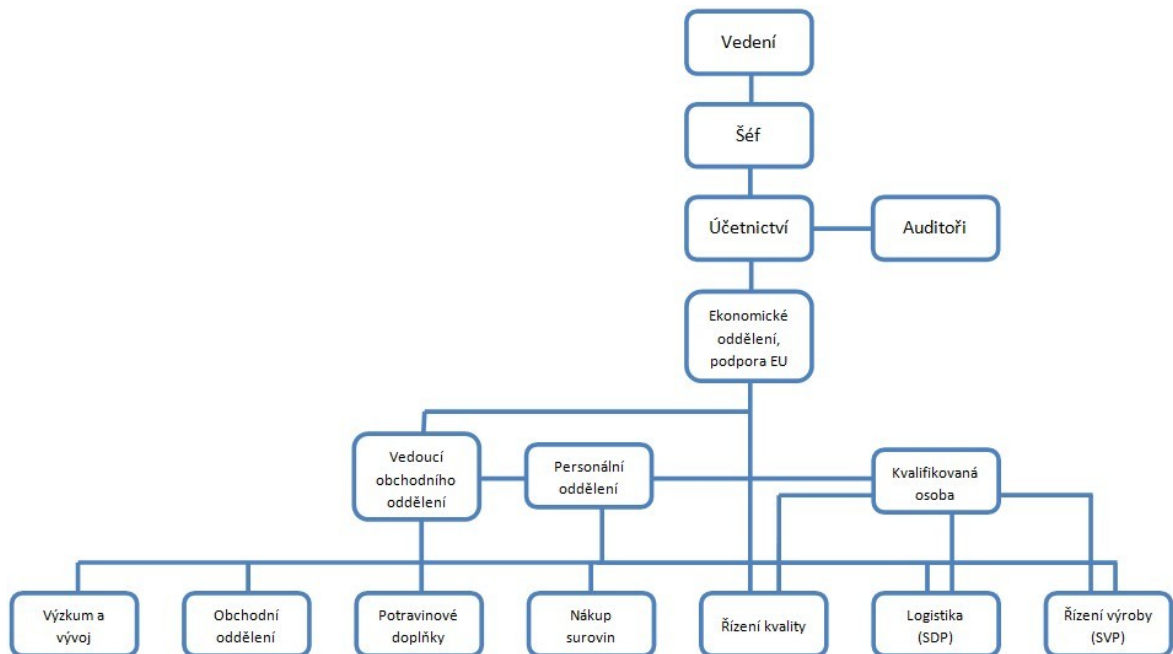 Vedení
Šéf
Účetnictví
Auditoři
Ekonomické
oddělení,
podpora EU
Vedoucí
obchodního
oddělení
Personální
oddělení
Kvalifikovaná
osoba
Výzkum a
vývoj
Obchodní
oddělení
Potravinové
doplňky
Nákup
surovin
Řízení kvality
Logistika
(SDP)
Řízení výroby
(SVP)